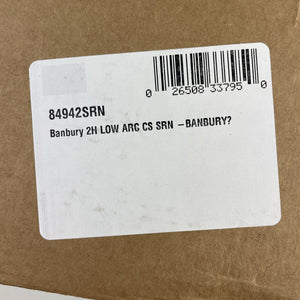 0 26508 33795 0
84942SRN
Banbury 2H LOW ARC CS SRN –BANBURY?